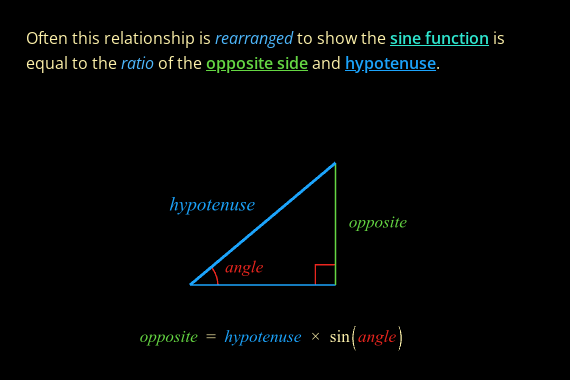 Often this relationship is rearranged to show the sine function is
equal to the ratio of the opposite side and hypotenuse.
hypotenuse
opposite
angle
opposite = hypotenuse × sin(angle)